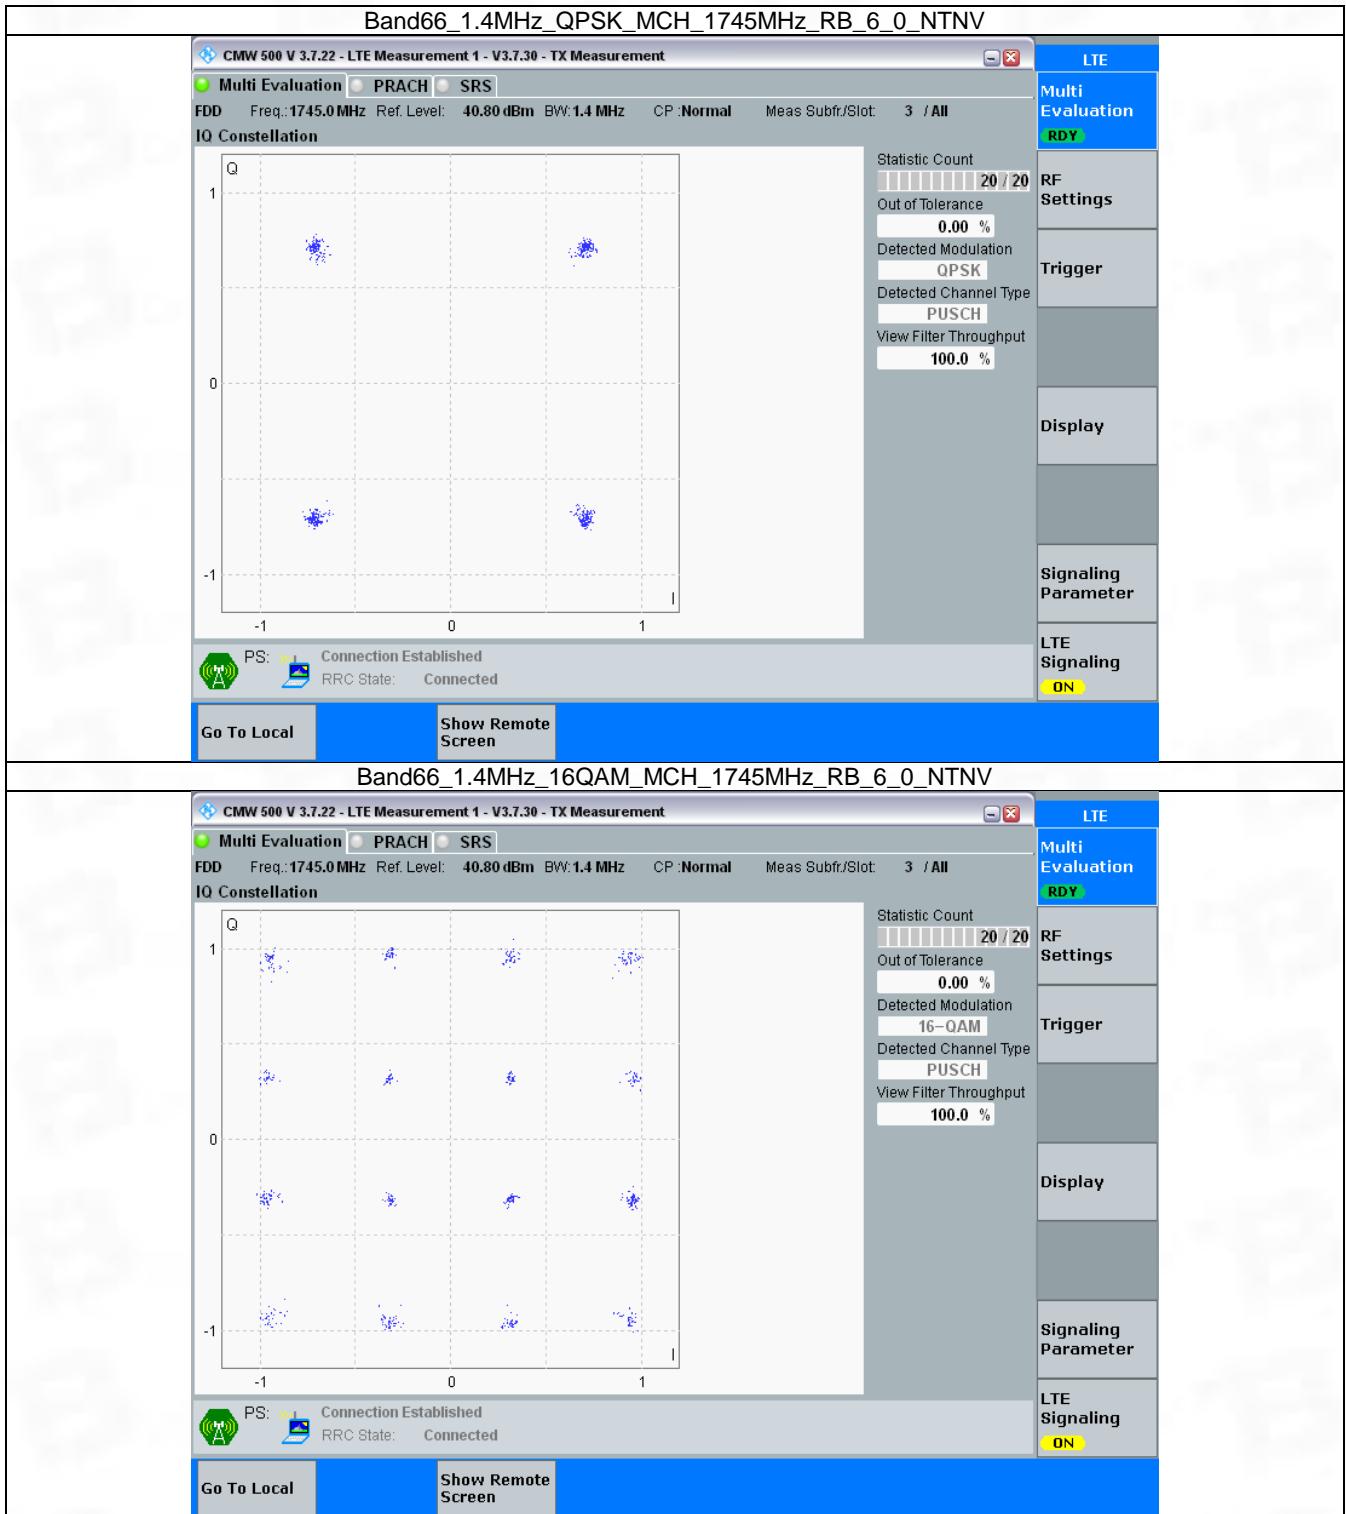 Band66_1.4MHz_QPSK_MCH_1745MHz_RB_6_0_NTNV
CMW 500 V 3.7.22 - LTE Measurement 1 - V3.7.30 - TX Measurement
LTE
Multi Evaluation PRACH SRS
Multi
Evaluation
RDY
FDD Freq.: 1745.0 MHz Ref. Level: 40.80 dBm BW: 1.4 MHz CP : Normal Meas Subfr./Slot: 3 / All
IQ Constellation
Q
1
0
-1
I
-1 0 1
Statistic Count
20 / 20
Out of Tolerance
0.00 %
Detected Modulation
QPSK
Detected Channel Type
PUSCH
View Filter Throughput
100.0 %
RF
Settings
Trigger
Display
Signaling
Parameter
LTE
Signaling
ON
PS: Connection Established
RRC State: Connected
Go To Local
Show Remote
Screen
Band66_1.4MHz_16QAM_MCH_1745MHz_RB_6_0_NTNV
CMW 500 V 3.7.22 - LTE Measurement 1 - V3.7.30 - TX Measurement
LTE
Multi Evaluation PRACH SRS
Multi
Evaluation
RDY
FDD Freq.: 1745.0 MHz Ref. Level: 40.80 dBm BW: 1.4 MHz CP : Normal Meas Subfr./Slot: 3 / All
IQ Constellation
Q
1
0
-1
I
-1 0 1
Statistic Count
20 / 20
Out of Tolerance
0.00 %
Detected Modulation
16-QAM
Detected Channel Type
PUSCH
View Filter Throughput
100.0 %
RF
Settings
Trigger
Display
Signaling
Parameter
LTE
Signaling
ON
PS: Connection Established
RRC State: Connected
Go To Local
Show Remote
Screen